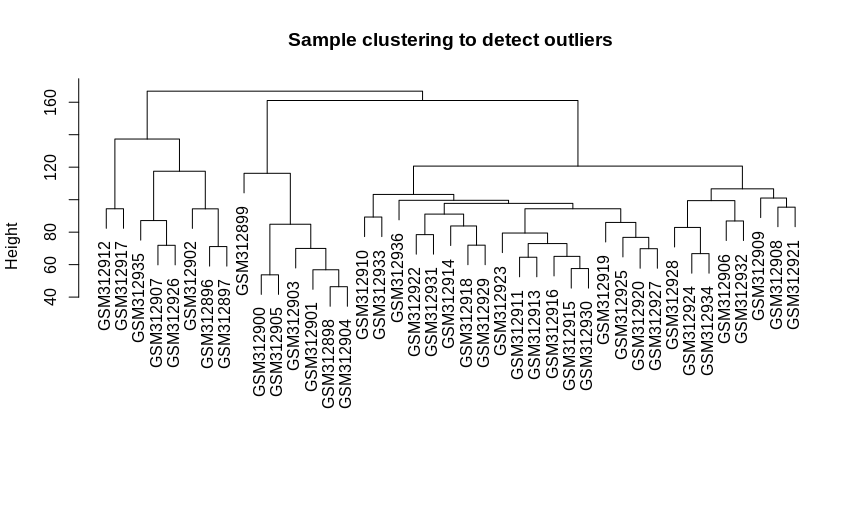 Sample clustering to detect outliers
Height
160
120
80
60
40
GSM312912
GSM312917
GSM312935
GSM312907
GSM312926
GSM312902
GSM312896
GSM312897
GSM312899
GSM312900
GSM312905
GSM312903
GSM312901
GSM312898
GSM312904
GSM312910
GSM312933
GSM312936
GSM312922
GSM312931
GSM312914
GSM312918
GSM312929
GSM312923
GSM312911
GSM312913
GSM312916
GSM312915
GSM312930
GSM312919
GSM312925
GSM312920
GSM312927
GSM312928
GSM312924
GSM312934
GSM312906
GSM312932
GSM312909
GSM312908
GSM312921